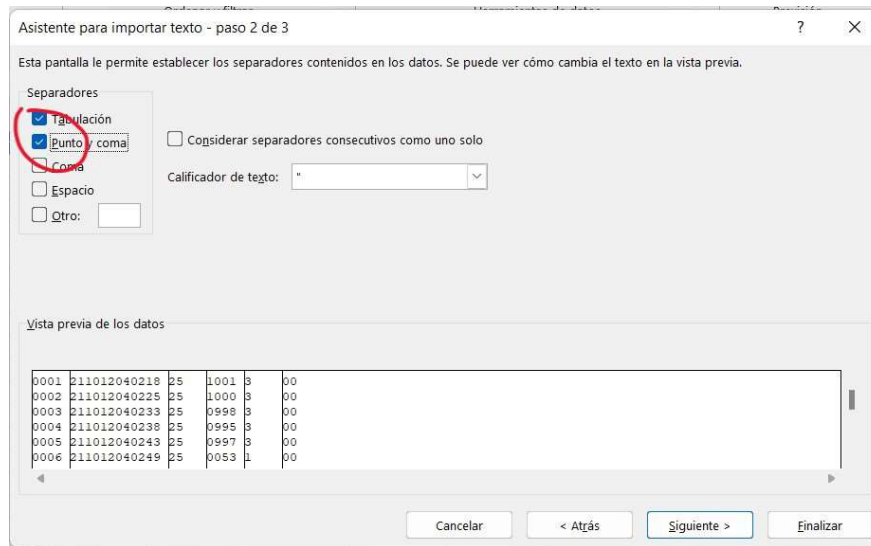 Asistente para importar texto - paso 2 de 3
? ×
Esta pantalla le permite establecer los separadores contenidos en los datos. Se puede ver cómo cambia el texto en la vista previa.
Separadores
Tabulación
Punto y coma
Coma
Espacio
Otro:
Considerar separadores consecutivos como uno solo
Calificador de texto: "
Vista previa de los datos
0001 211012040218 25 1001 3 00
0002 211012040225 25 1000 3 00
0003 211012040233 25 0998 3 00
0004 211012040238 25 0995 3 00
0005 211012040243 25 0997 3 00
0006 211012040249 25 0053 1 00
Cancelar < Atrás Siguiente > Finalizar